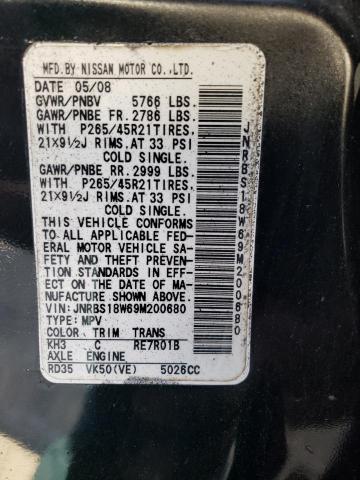 MFD.BY NISSAN MOTOR CO.,LTD.
DATE 05/08
GVWR/PNBV 5766 LBS.
GAWR/PNBE FR. 2786 LBS.
WITH P265/45R21TIRES,
21X9½J RIMS, AT 33 PSI
COLD SINGLE.
GAWR/PNBE RR. 2999 LBS.
WITH P265/45R21TIRES,
21X9½J RIMS, AT 33 PSI
COLD SINGLE.
THIS VEHICLE CONFORMS
TO ALL APPLICABLE FED-
ERAL MOTOR VEHICLE SA-
FETY AND THEFT PREVENTION
STANDARDS IN EFF-
ECT ON THE DATE OF MA-
NUFACTURE SHOWN ABOVE
VIN:JNRBS18W69M200680
TYPE:MPV
COLOR TRIM TRANS
KH3 C RE7R01B
AXLE ENGINE
RD35 VK50(VE) 5026CC
JNRBS18W69M200680